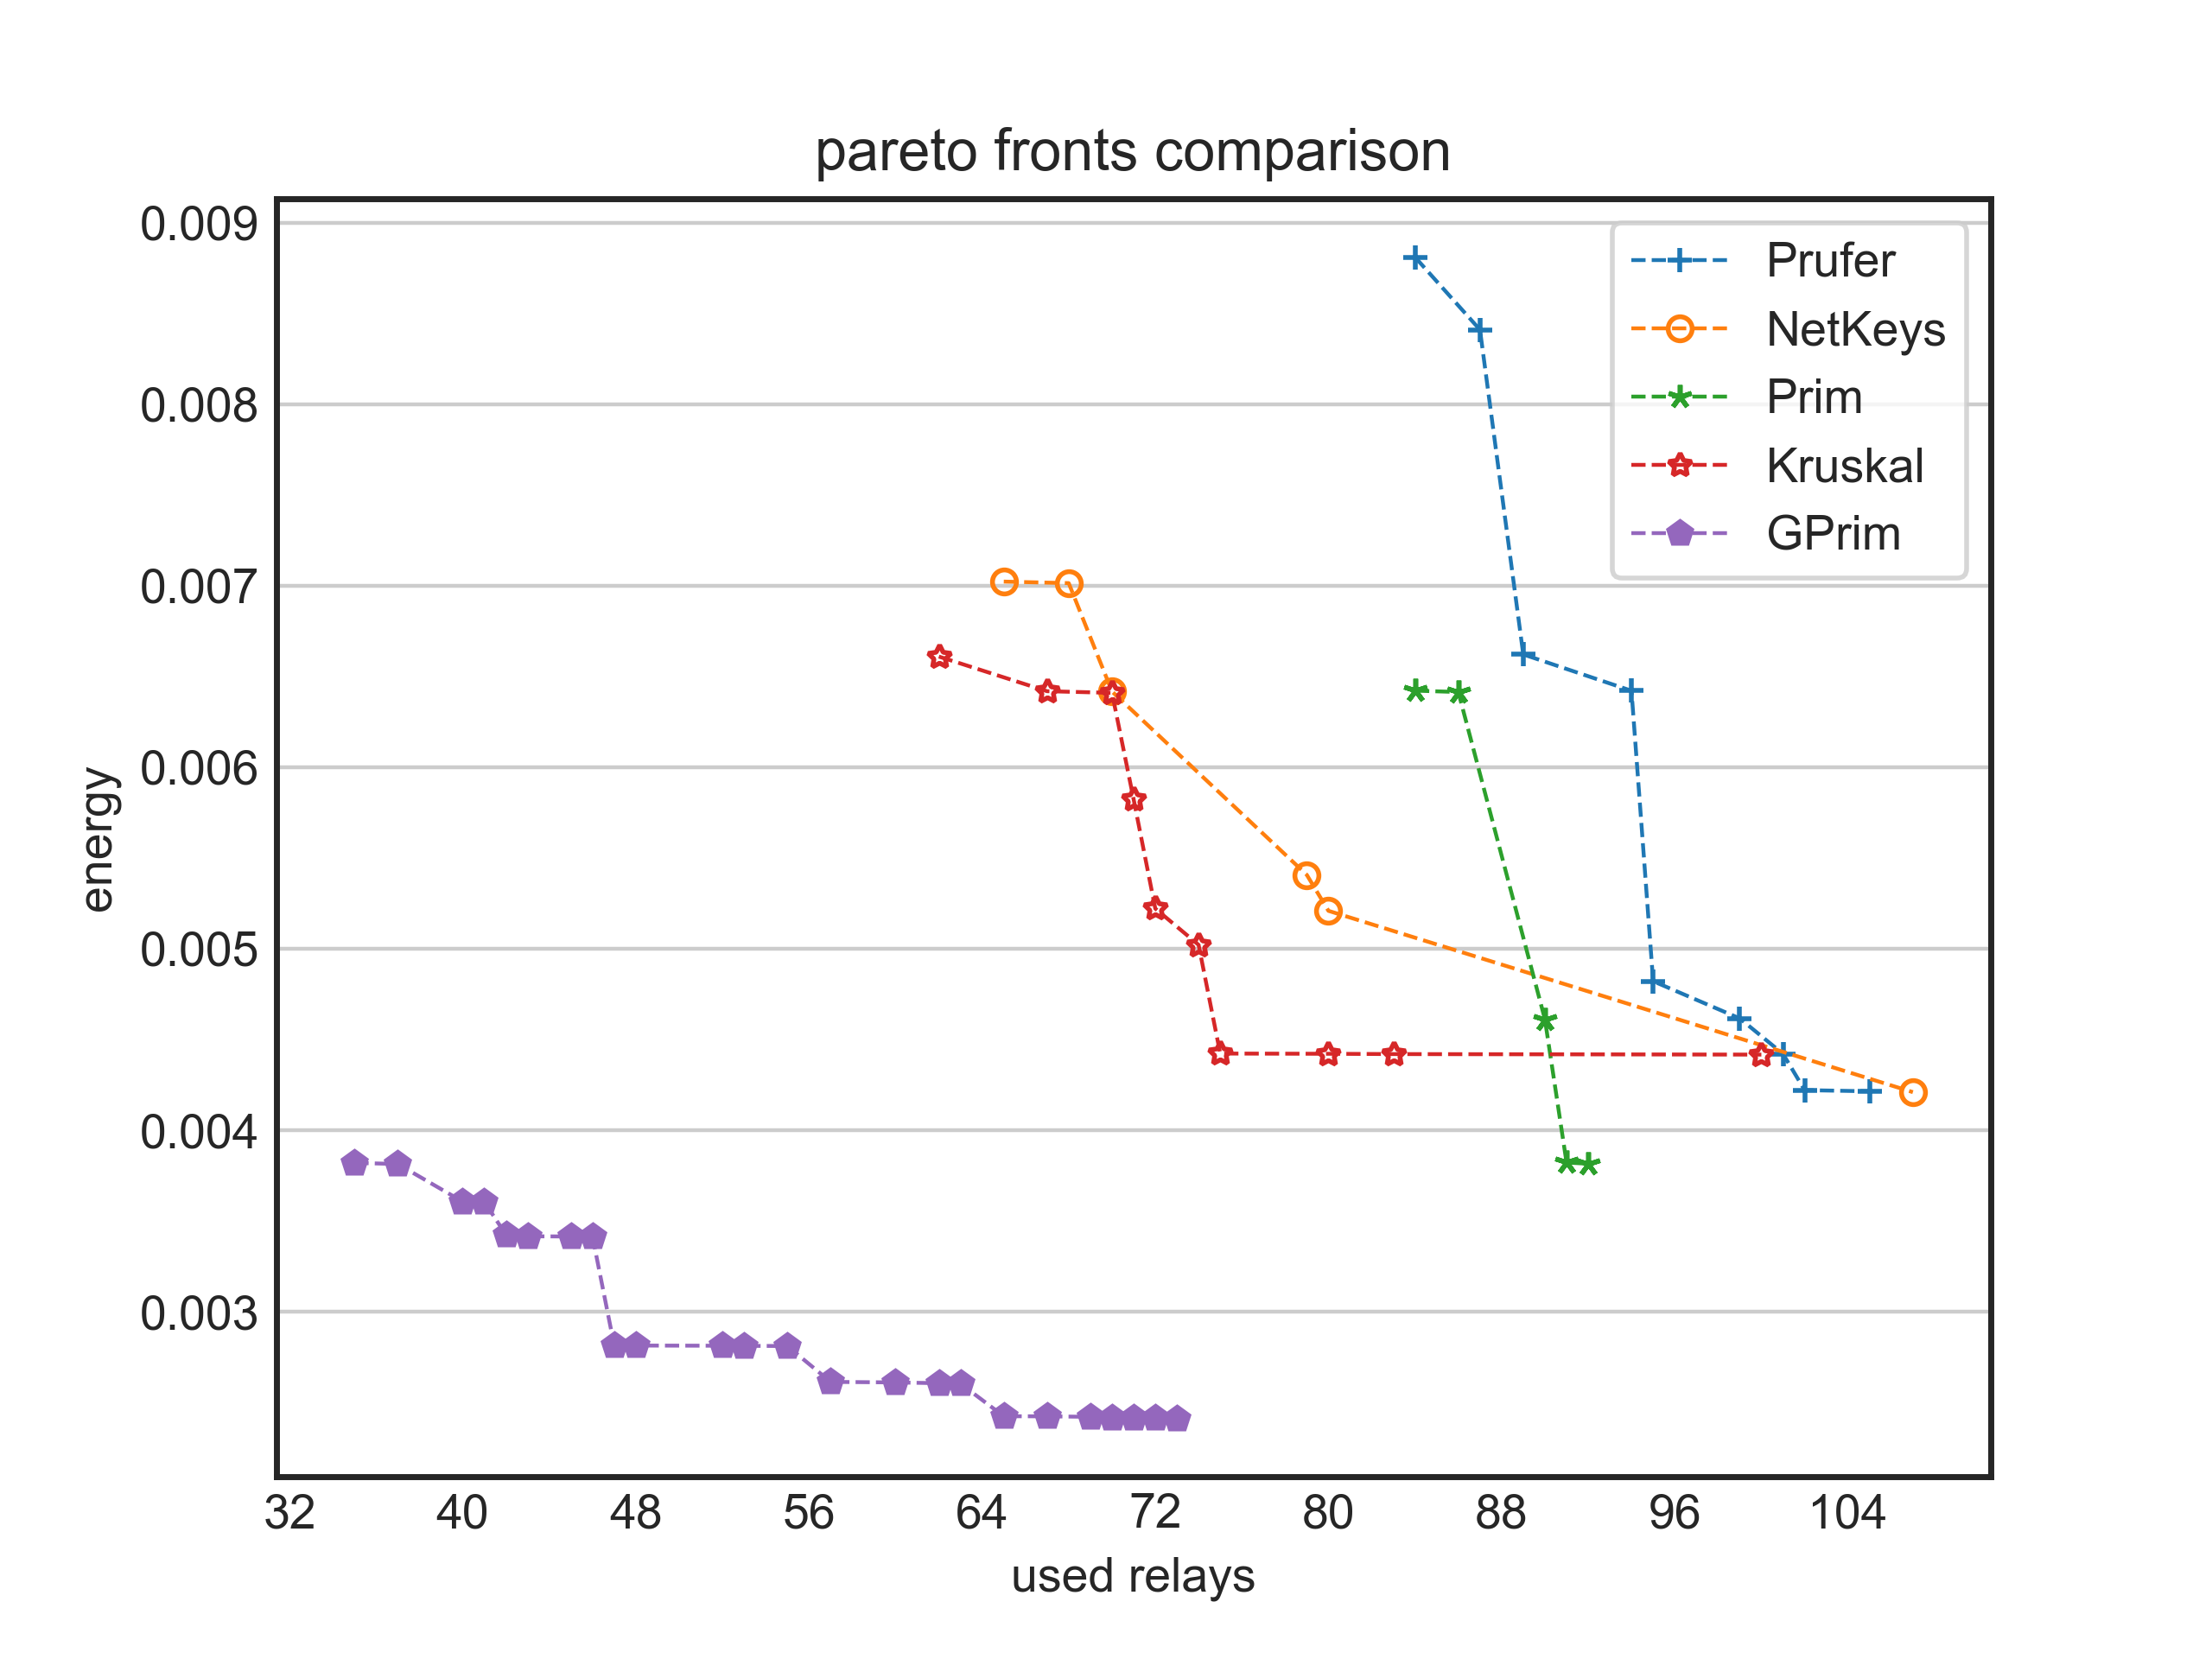 pareto fronts comparison
0.009
0.008
0.007
0.006
0.005
0.004
0.003
energy
Prufer
NetKeys
Prim
Kruskal
GPrim
32 40 48 56 64 72 80 88 96 104
used relays